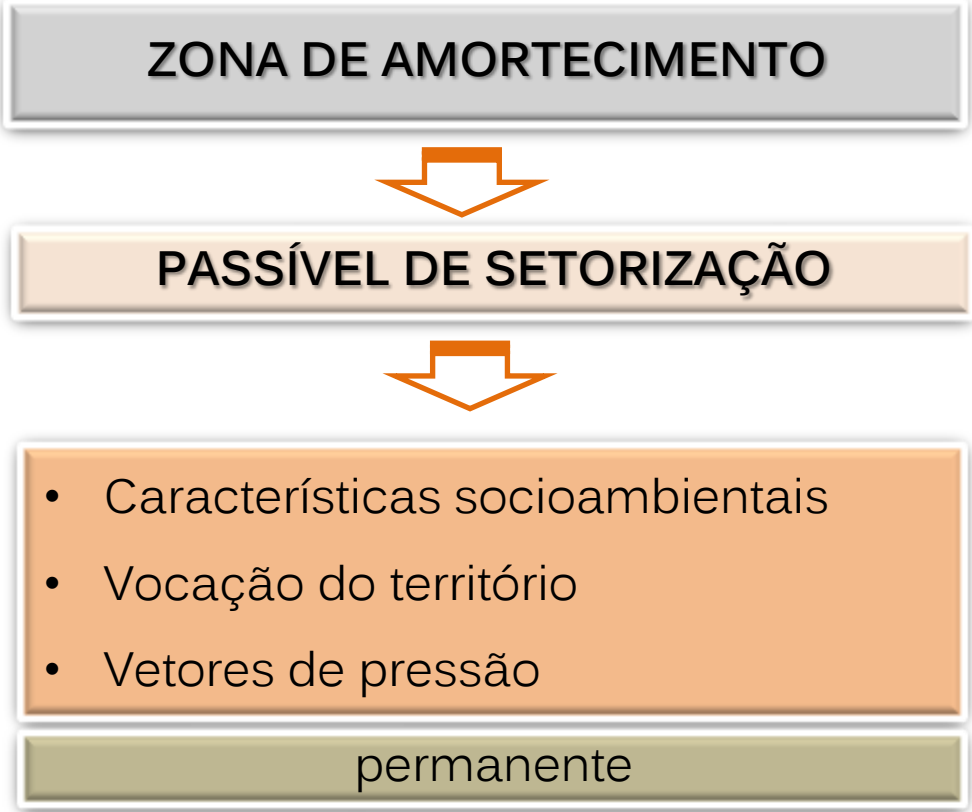 ZONA DE AMORTECIMENTO
PASSÍVEL DE SETORIZAÇÃO
• Características socioambientais
• Vocação do território
• Vetores de pressão
permanente